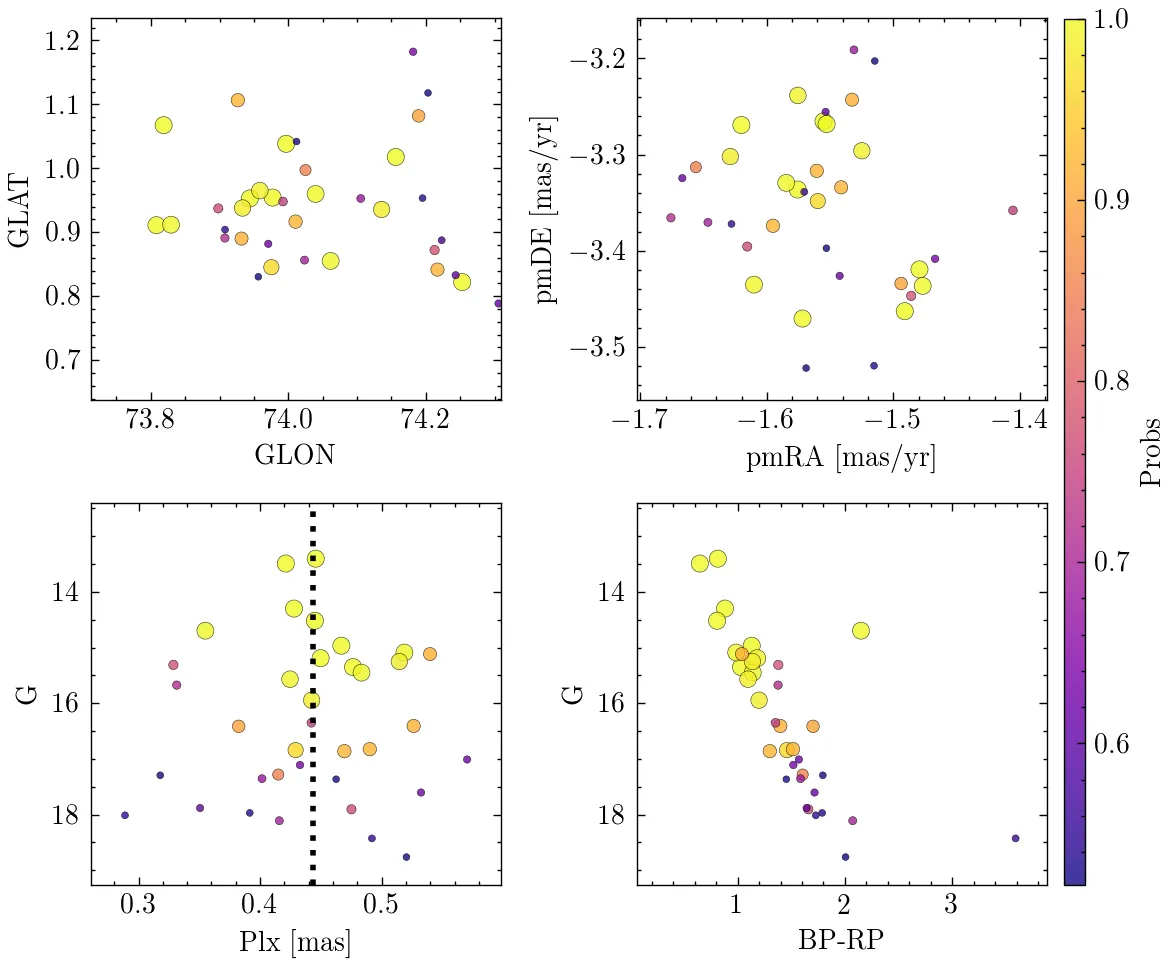 1.2
1.1
1.0
0.9
0.8
0.7
GLAT
73.8 74.0 74.2
GLON
−3.2
−3.3
−3.4
−3.5
pmDE [mas/yr]
−1.7 −1.6 −1.5 −1.4
pmRA [mas/yr]
1.0
0.9
0.8
0.7
0.6
Probs
14
16
18
G
0.3 0.4 0.5
Plx [mas]
14
16
18
G
1 2 3
BP-RP